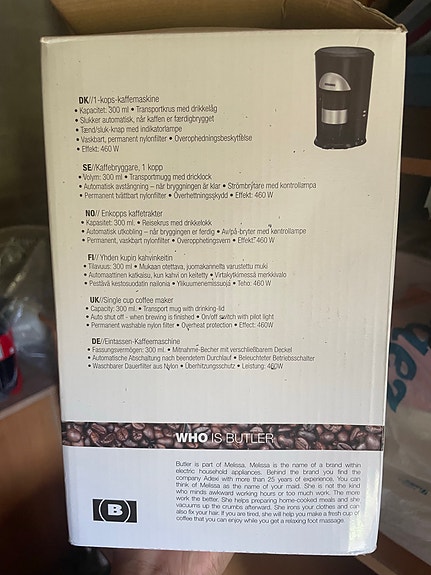 DK//1-kops-kaffemaskine
• Kapacitet: 300 ml • Transportkrus med drikkelåg
• Slukker automatisk, når kaffen er færdigbrygget
• Tænd/sluk-knap med indikatorlampe
• Vaskbart, permanent nylonfilter • Overophedningsbeskyttelse
• Effekt: 460 W
SE//Kaffebryggare, 1 kopp
• Volym: 300 ml • Transportmugg med dricklock
• Automatisk avstängning – når bryggningen är klar • Strömbrytare med kontrollampa
• Permanent tvättbart nylonfilter • Överhettningsskydd • Effekt: 460 W
NO// Enkopps kaffetrakter
• Kapasitet: 300 ml • Reisekrus med drikkelokk
• Automatisk utkobling – når bryggingen er ferdig • Av/på-bryter med kontrollampe
• Permanent, vaskbart nylonfilter • Overopphetingsvern • Effekt: 460 W
FI// Yhden kupin kahvinkeitin
• Tilavuus: 300 ml • Mukaan otettava, juomakannella varustettu muki
• Automaattinen katkaisu, kun kahvi on keitetty • Virtakytkimessä merkkivalo
• Pestävä kestosuodatin nailonia • Ylikuumenemissuoja • Teho: 460 W
UK//Single cup coffee maker
• Capacity: 300 ml • Transport mug with drinking-lid
• Auto shut off - when brewing is finished • On/off switch with pilot light
• Permanent washable nylon filter • Overheat protection • Effect: 460W
DE//Eintassen-Kaffeemaschine
• Fassungsvermögen: 300 ml • Mitnahme-Becher mit verschließbarem Deckel
• Automatische Abschaltung nach beendetem Durchlauf • Beleuchteter Betriebsschalter
• Waschbarer Dauerfilter aus Nylon • Überhitzungsschutz • Leistung: 460W
WHO IS BUTLER
Butler is part of Melissa. Melissa is the name of a brand within
electric household appliances. Behind the brand you find the
company Adexi with more than 25 years of experience. You can
think of Melissa as the name of your maid. She is not the kind
who minds awkward working hours or too much work. The more
work the better. She helps preparing home-cooked meals and she
vacuums up the crumbs afterward. She irons your clothes and can
also fix your hair. If you are tired, she will help you make a fresh cup of
coffee that you can enjoy while you get a relaxing foot massage.
(B)